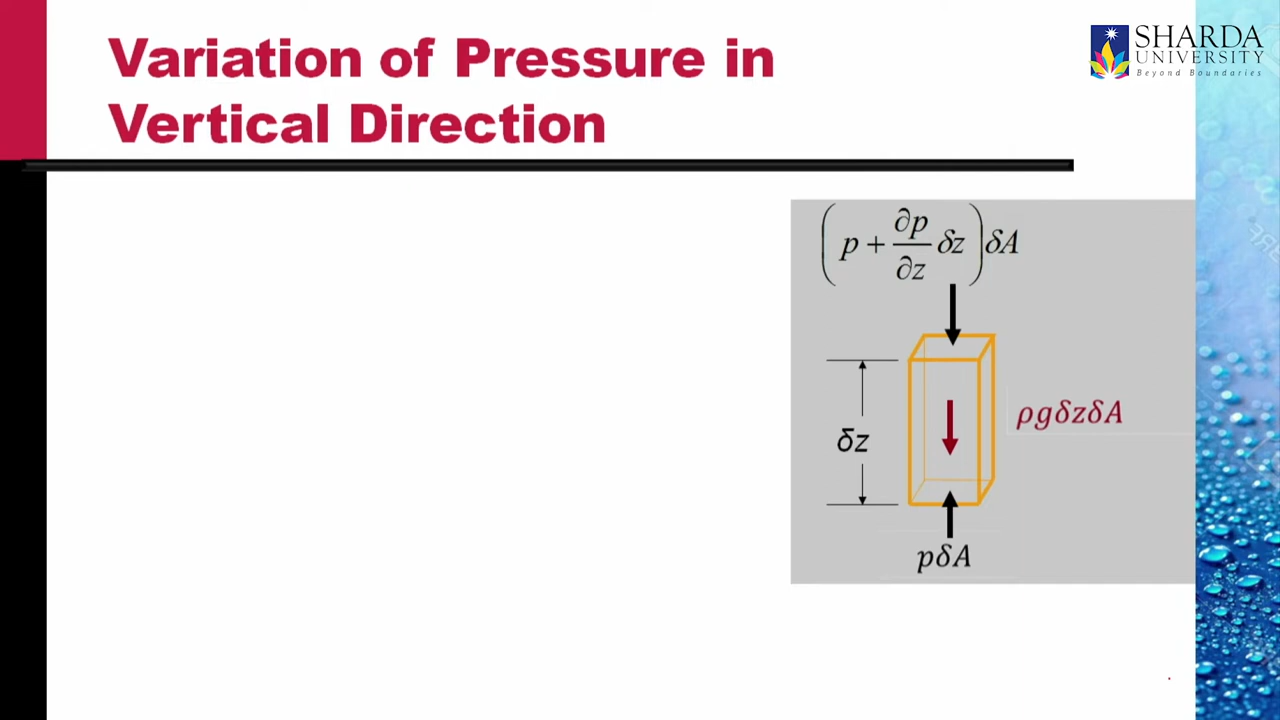 Variation of Pressure in
Vertical Direction
SHARDA
UNIVERSITY
Beyond Boundaries
(p + ∂p/∂z δz) δA
ρgδzδA
δz
pδA